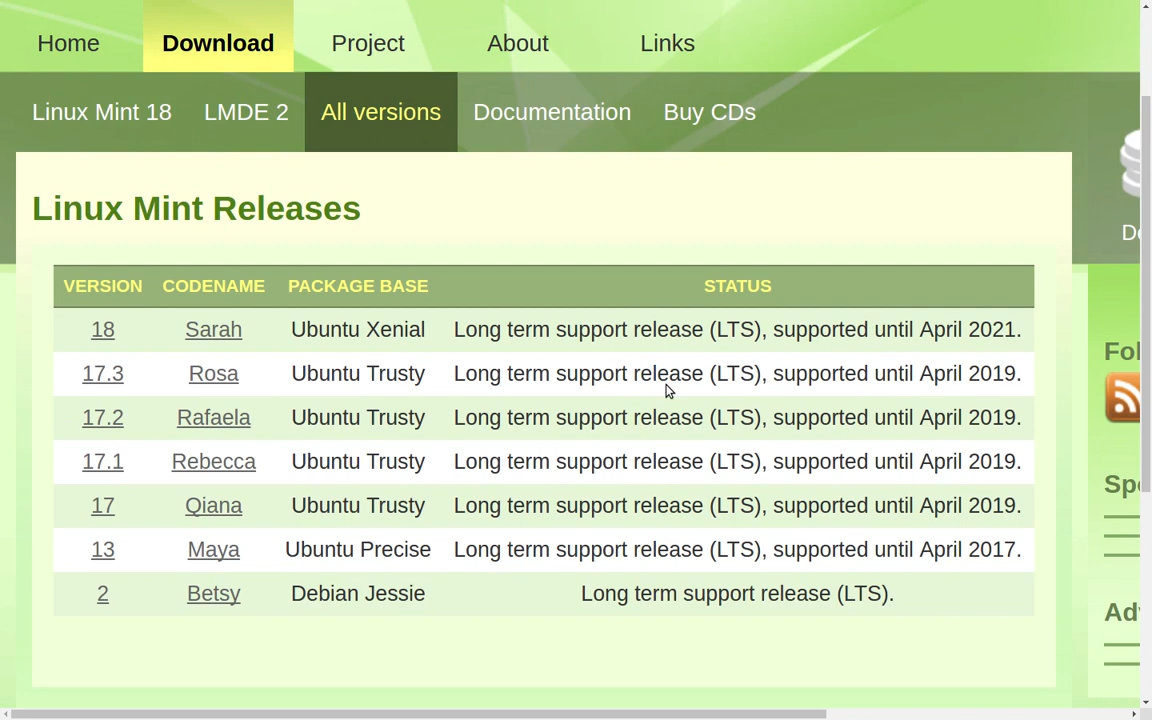 Home Download Project About Links
Linux Mint 18 LMDE 2 All versions Documentation Buy CDs
Linux Mint Releases
VERSION CODENAME PACKAGE BASE STATUS
18 Sarah Ubuntu Xenial Long term support release (LTS), supported until April 2021.
17.3 Rosa Ubuntu Trusty Long term support release (LTS), supported until April 2019.
17.2 Rafaela Ubuntu Trusty Long term support release (LTS), supported until April 2019.
17.1 Rebecca Ubuntu Trusty Long term support release (LTS), supported until April 2019.
17 Qiana Ubuntu Trusty Long term support release (LTS), supported until April 2019.
13 Maya Ubuntu Precise Long term support release (LTS), supported until April 2017.
2 Betsy Debian Jessie Long term support release (LTS).